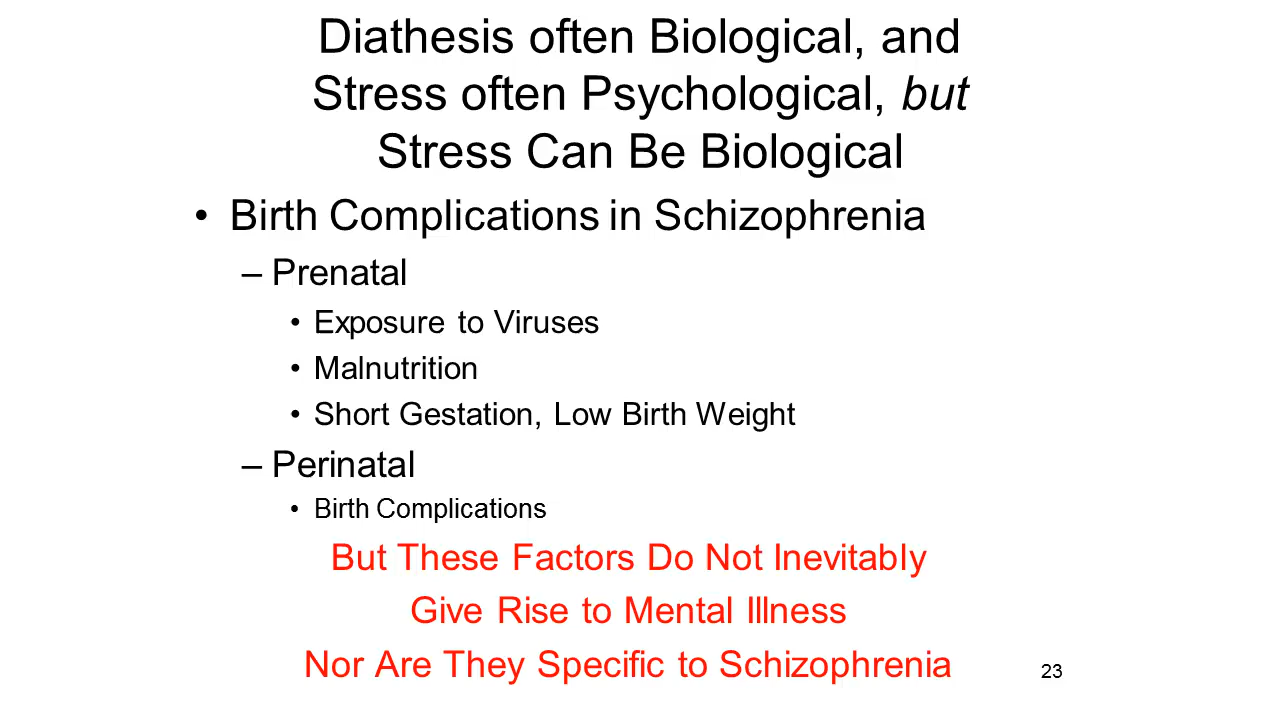 Diathesis often Biological, and
Stress often Psychological, but
Stress Can Be Biological
• Birth Complications in Schizophrenia
– Prenatal
• Exposure to Viruses
• Malnutrition
• Short Gestation, Low Birth Weight
– Perinatal
• Birth Complications
But These Factors Do Not Inevitably
Give Rise to Mental Illness
Nor Are They Specific to Schizophrenia
23